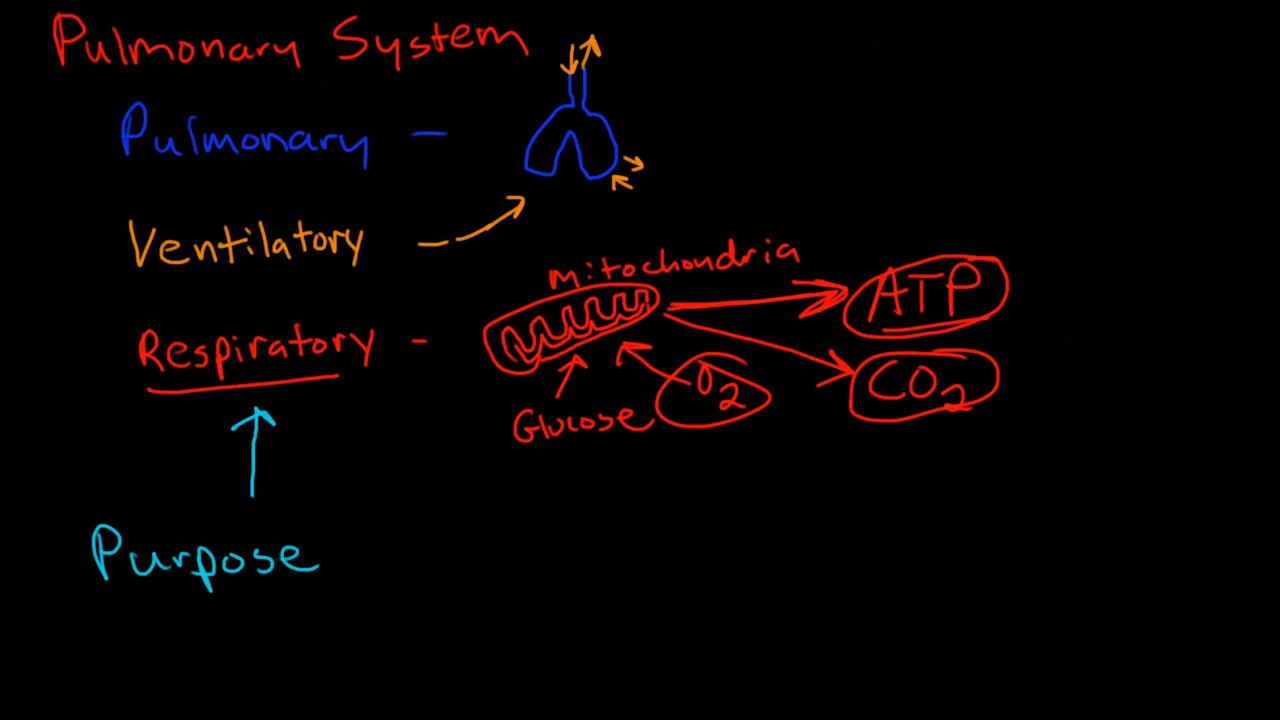 Pulmonary System
Pulmonary -
Ventilatory
mitochondria
ATP
Respiratory -
O2
CO2
Glucose
Purpose